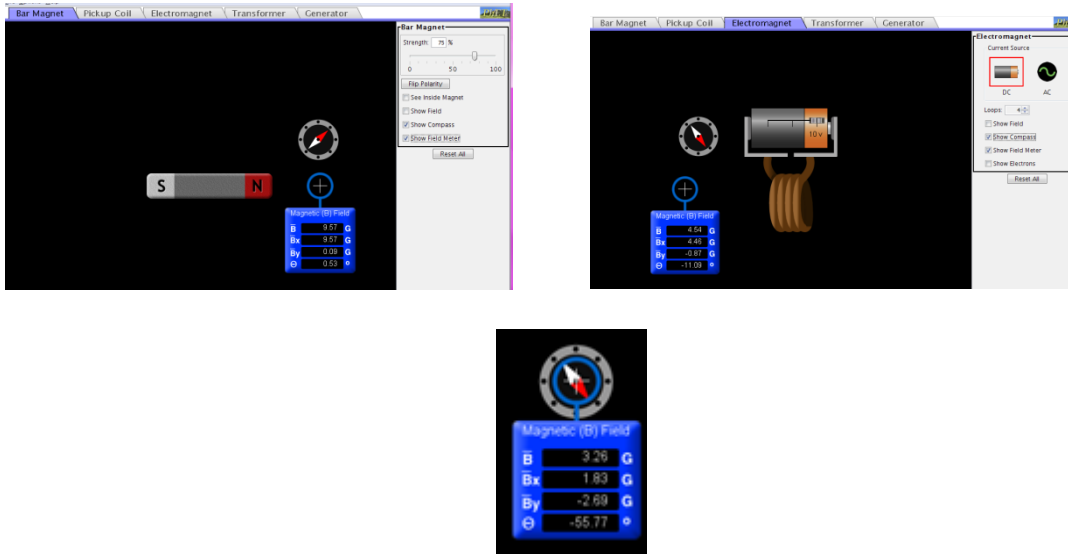 Bar Magnet Pickup Coil Electromagnet Transformer Generator
Bar Magnet
Strength: 75 %
0 50 100
Flip Polarity
See Inside Magnet
Show Field
Show Compass
Show Field Meter
Reset All
S N
Magnetic (B) Field
B 9.57 G
Bx 9.57 G
By 0.09 G
Θ 0.53 °
Bar Magnet Pickup Coil Electromagnet Transformer Generator
Electromagnet
Current Source
DC AC
Loops: 4
Show Field
Show Compass
Show Field Meter
Show Electrons
Reset All
10 v
Magnetic (B) Field
B 4.54 G
Bx 4.46 G
By -0.87 G
Θ -11.09 °
Magnetic (B) Field
B 3.26 G
Bx 1.83 G
By -2.69 G
Θ -55.77 °